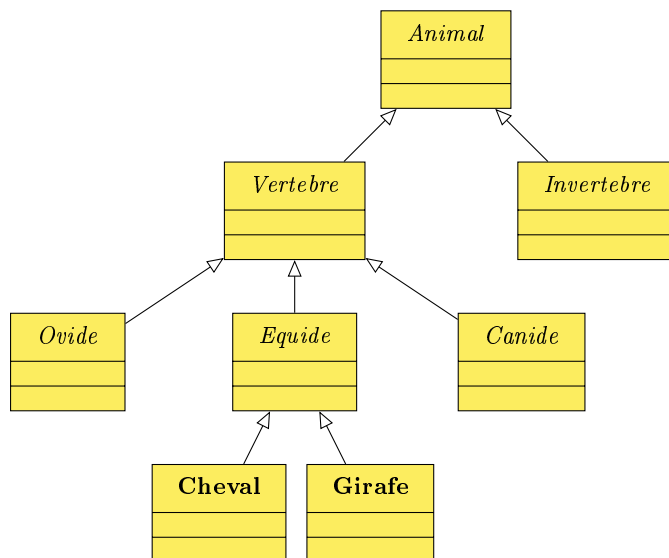 Animal
Vertebre
Invertebre
Ovide
Equide
Canide
Cheval
Girafe